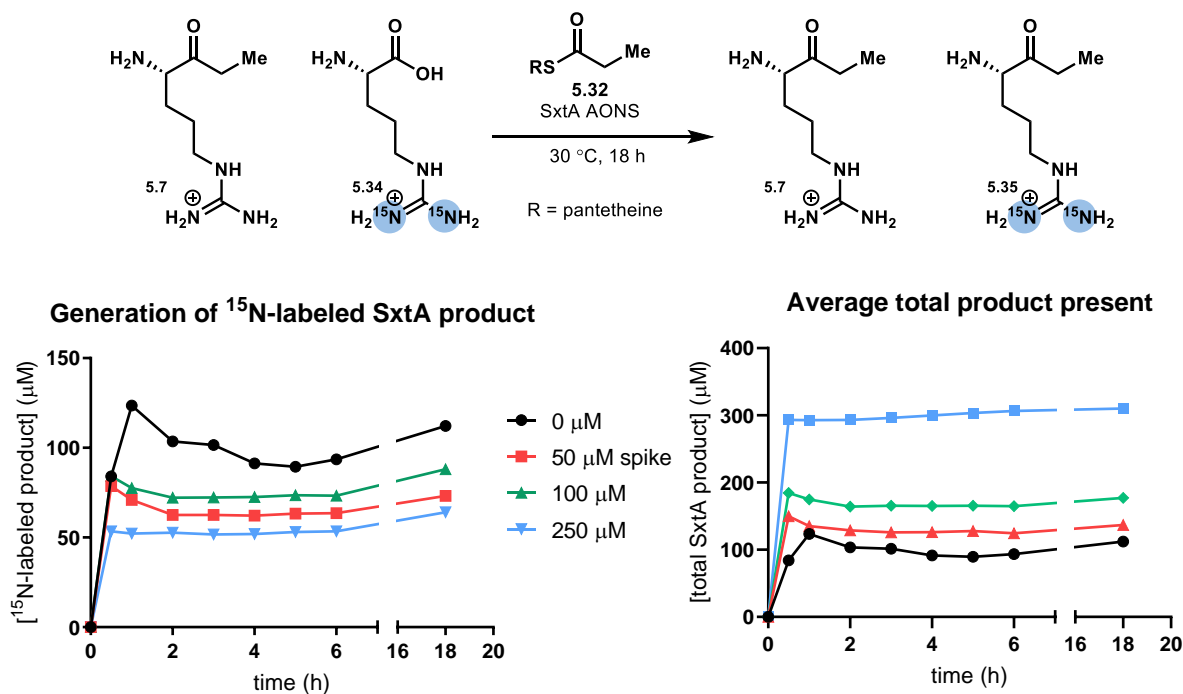 O
H2N
Me
NH
5.7
⊕
H2N
NH2
O
H2N
OH
NH
5.34
⊕
H2 15N
15NH2
O
RS
Me
5.32
SxtA AONS
30 °C, 18 h
R = pantetheine
O
H2N
Me
NH
5.7
⊕
H2N
NH2
O
H2N
Me
NH
5.35
⊕
H2 15N
15NH2
Generation of 15N-labeled SxtA product
[15N-labeled product] (μM)
150
100
50
0
0 2 4 6 16 18 20
time (h)
0 μM
50 μM spike
100 μM
250 μM
Average total product present
[total SxtA product] (μM)
400
300
200
100
0
0 2 4 6 16 18 20
time (h)